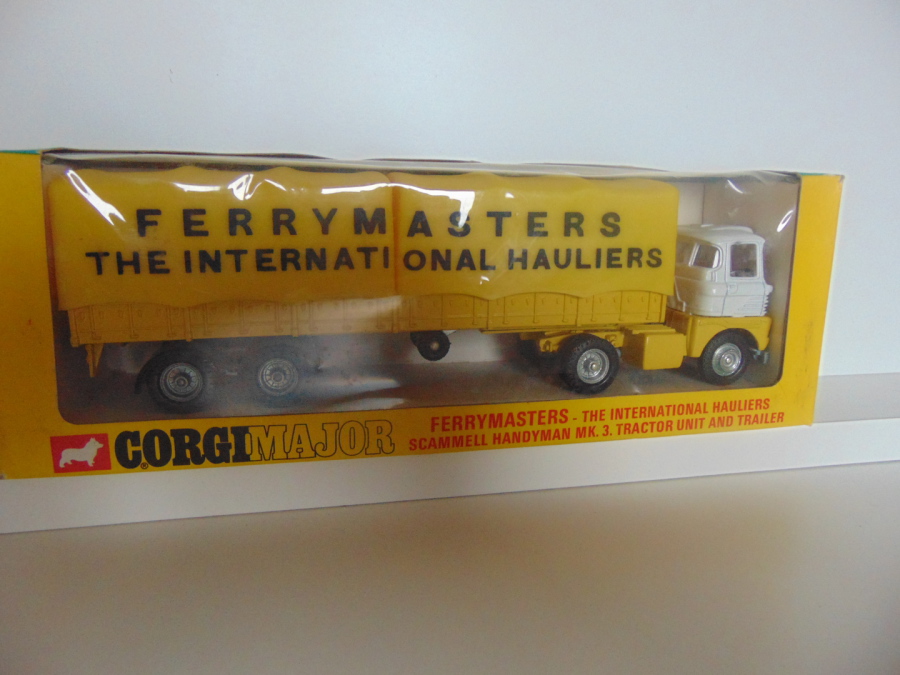 FERRYMASTERS
THE INTERNATIONAL HAULIERS
CORGI MAJOR
®
FERRYMASTERS - THE INTERNATIONAL HAULIERS
SCAMMELL HANDYMAN MK. 3. TRACTOR UNIT AND TRAILER